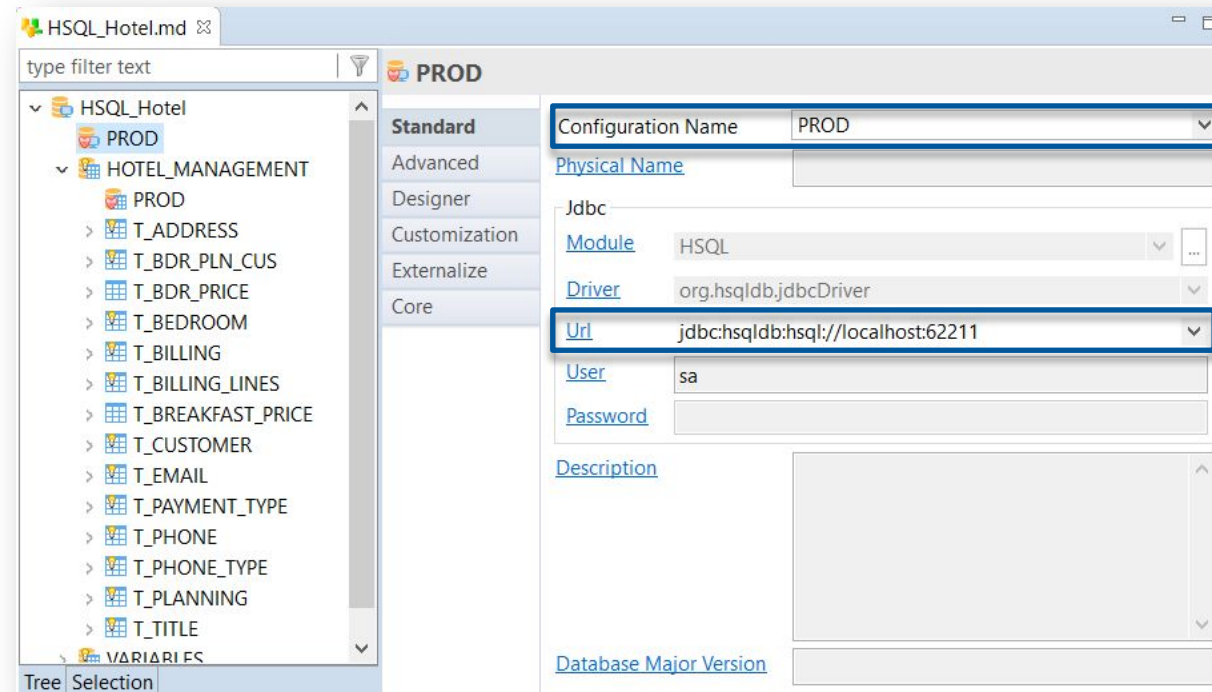 HSQL_Hotel.md
type filter text
HSQL_Hotel
PROD
HOTEL_MANAGEMENT
PROD
T_ADDRESS
T_BDR_PLN_CUS
T_BDR_PRICE
T_BEDROOM
T_BILLING
T_BILLING_LINES
T_BREAKFAST_PRICE
T_CUSTOMER
T_EMAIL
T_PAYMENT_TYPE
T_PHONE
T_PHONE_TYPE
T_PLANNING
T_TITLE
VARIABLES
Tree Selection
PROD
Standard
Advanced
Designer
Customization
Externalize
Core
Configuration Name PROD
Physical Name
Jdbc
Module HSQL ...
Driver org.hsqldb.jdbcDriver
Url jdbc:hsqldb:hsql://localhost:62211
User sa
Password
Description
Database Major Version